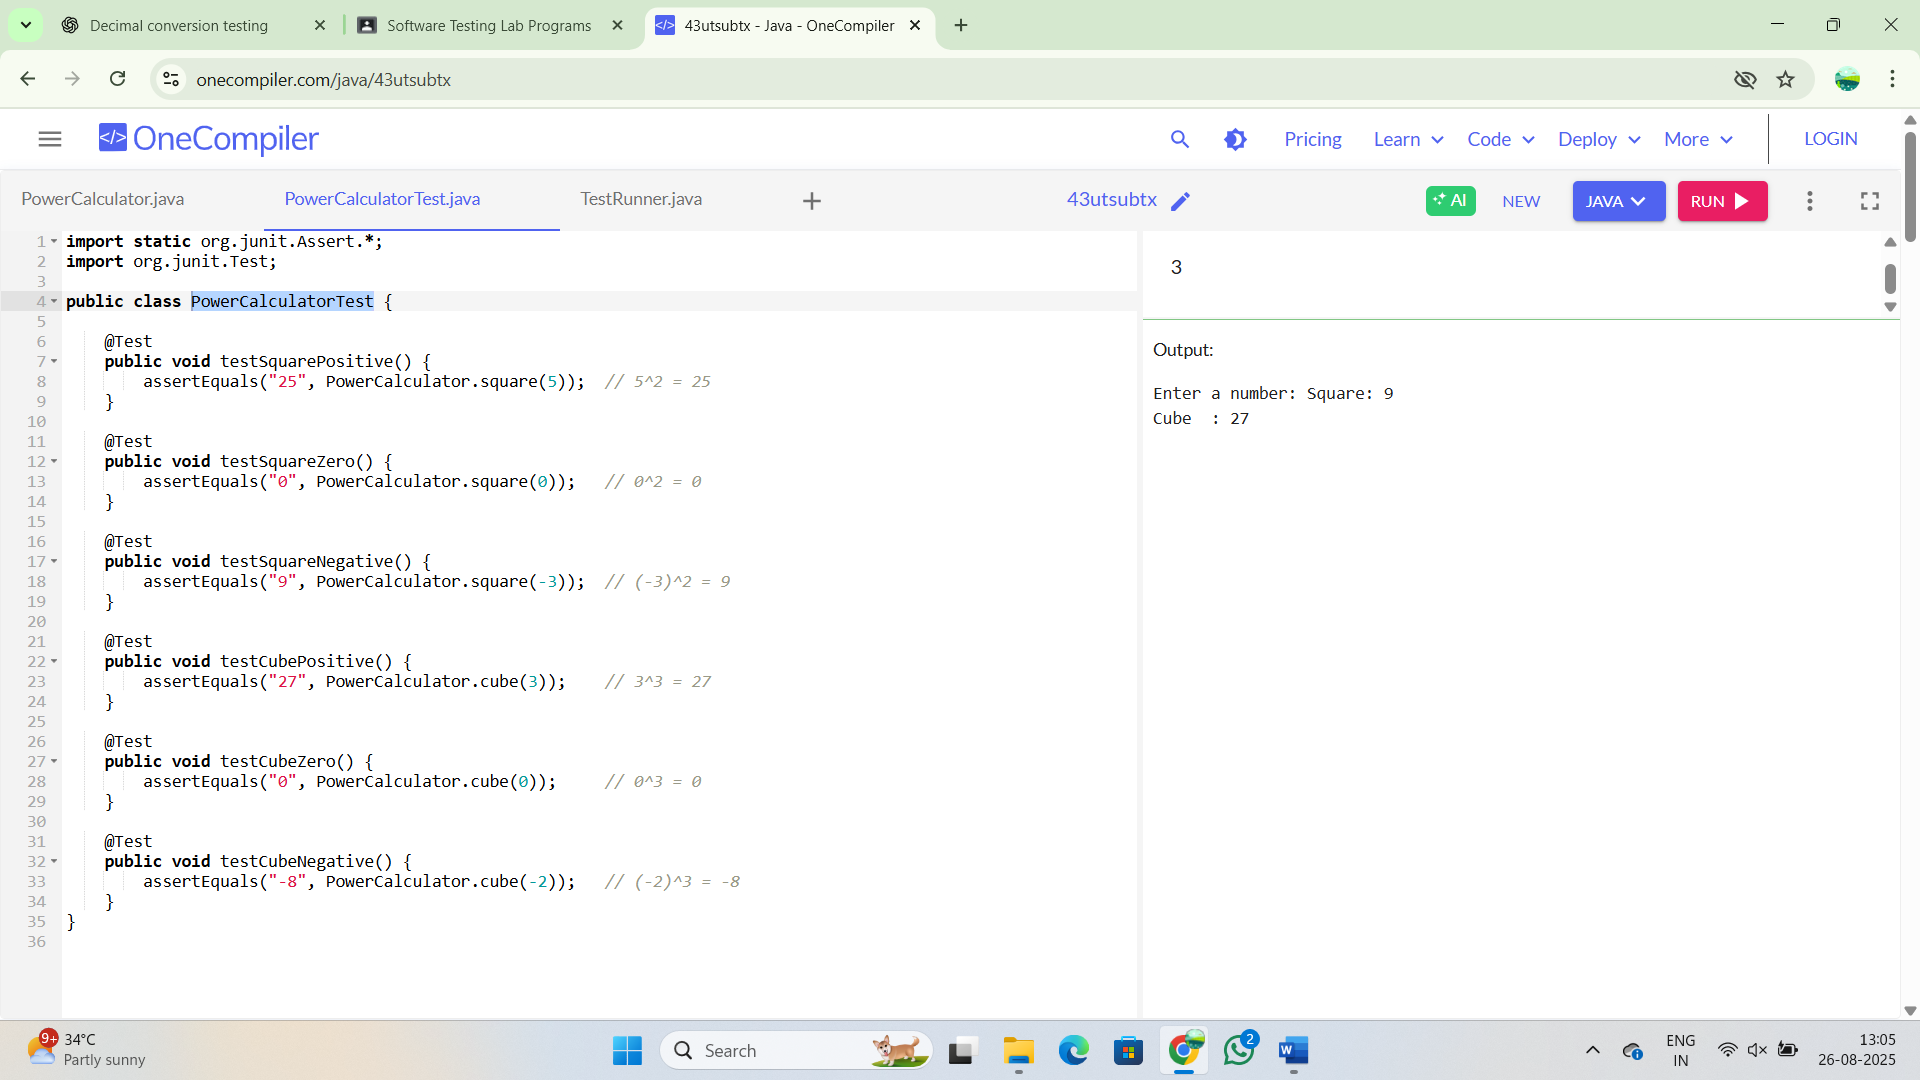 Decimal conversion testing
Software Testing Lab Programs
43utsubtx - Java - OneCompiler
onecompiler.com/java/43utsubtx
</> OneCompiler
Pricing
Learn
Code
Deploy
More
LOGIN
PowerCalculator.java
PowerCalculatorTest.java
TestRunner.java
43utsubtx
AI
NEW
JAVA
RUN
1 import static org.junit.Assert.*;
2 import org.junit.Test;
3
4 public class PowerCalculatorTest {
5
6 @Test
7 public void testSquarePositive() {
8 assertEquals("25", PowerCalculator.square(5)); // 5^2 = 25
9 }
10
11 @Test
12 public void testSquareZero() {
13 assertEquals("0", PowerCalculator.square(0)); // 0^2 = 0
14 }
15
16 @Test
17 public void testSquareNegative() {
18 assertEquals("9", PowerCalculator.square(-3)); // (-3)^2 = 9
19 }
20
21 @Test
22 public void testCubePositive() {
23 assertEquals("27", PowerCalculator.cube(3)); // 3^3 = 27
24 }
25
26 @Test
27 public void testCubeZero() {
28 assertEquals("0", PowerCalculator.cube(0)); // 0^3 = 0
29 }
30
31 @Test
32 public void testCubeNegative() {
33 assertEquals("-8", PowerCalculator.cube(-2)); // (-2)^3 = -8
34 }
35 }
36
3
Output:
Enter a number: Square: 9
Cube  : 27
9+
34°C
Partly sunny
Search
2
W
ENG
IN
13:05
26-08-2025